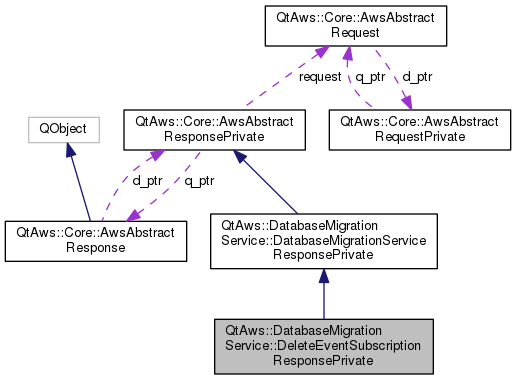 QtAws::Core::AwsAbstract
Request
request
q_ptr
d_ptr
QtAws::Core::AwsAbstract
ResponsePrivate
QtAws::Core::AwsAbstract
RequestPrivate
QObject
d_ptr
q_ptr
QtAws::Core::AwsAbstract
Response
QtAws::DatabaseMigration
Service::DatabaseMigrationService
ResponsePrivate
QtAws::DatabaseMigration
Service::DeleteEventSubscription
ResponsePrivate